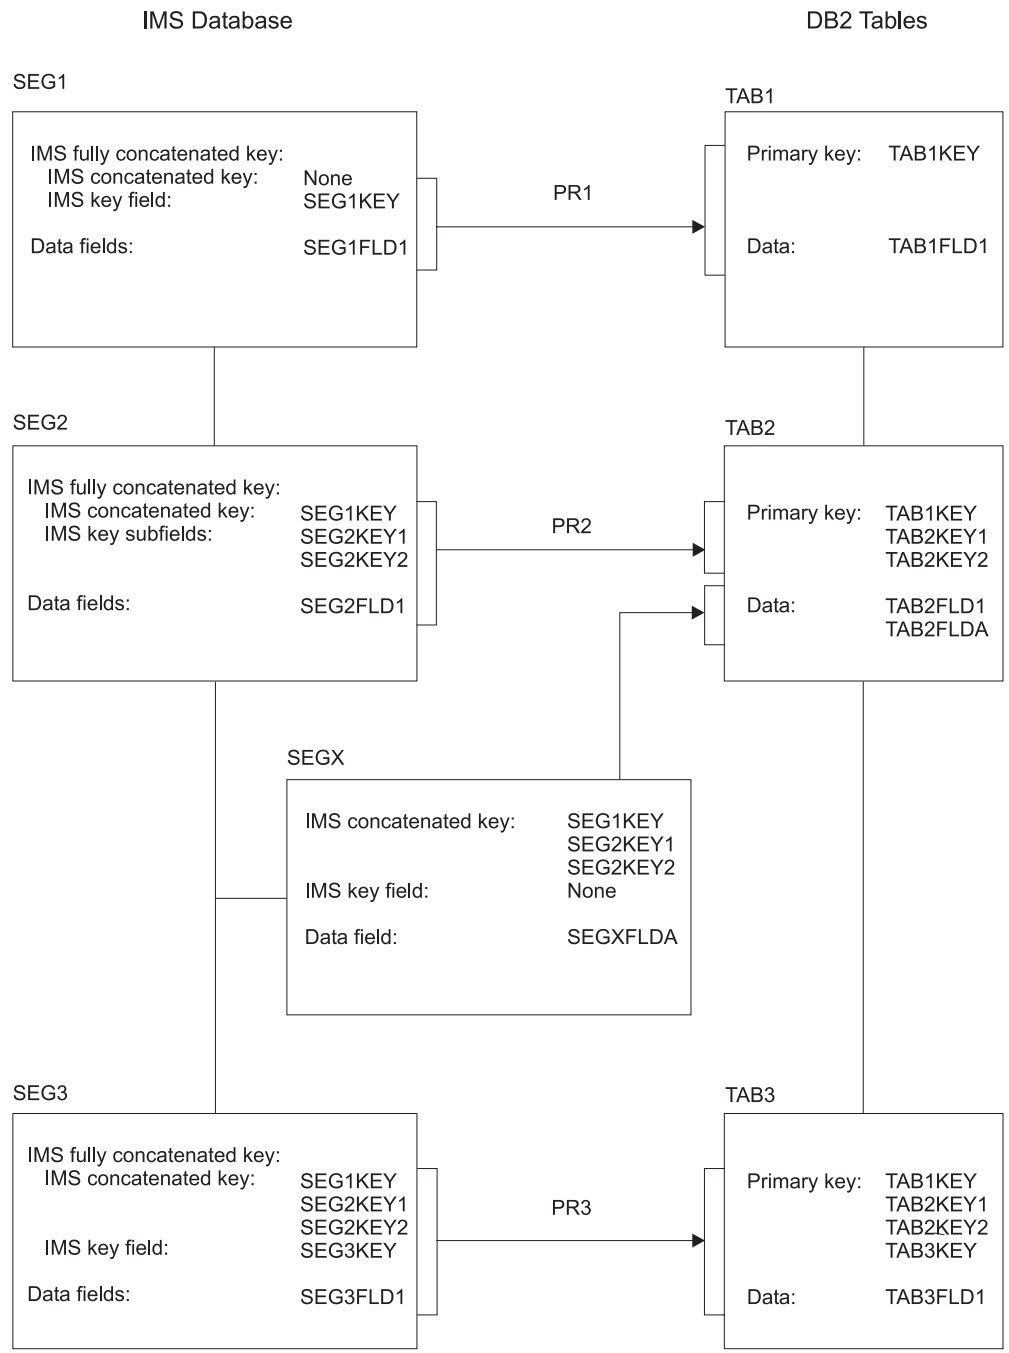 IMS Database
DB2 Tables
SEG1
TAB1
IMS fully concatenated key:
IMS concatenated key: None
IMS key field: SEG1KEY
Data fields: SEG1FLD1
PR1
Primary key: TAB1KEY
Data: TAB1FLD1
SEG2
TAB2
IMS fully concatenated key:
IMS concatenated key: SEG1KEY
IMS key subfields: SEG2KEY1
SEG2KEY2
Data fields: SEG2FLD1
PR2
Primary key: TAB1KEY
TAB2KEY1
TAB2KEY2
Data: TAB2FLD1
TAB2FLDA
SEGX
IMS concatenated key: SEG1KEY
SEG2KEY1
SEG2KEY2
IMS key field: None
Data field: SEGXFLDA
SEG3
TAB3
IMS fully concatenated key:
IMS concatenated key: SEG1KEY
SEG2KEY1
SEG2KEY2
IMS key field: SEG3KEY
Data fields: SEG3FLD1
PR3
Primary key: TAB1KEY
TAB2KEY1
TAB2KEY2
TAB3KEY
Data: TAB3FLD1